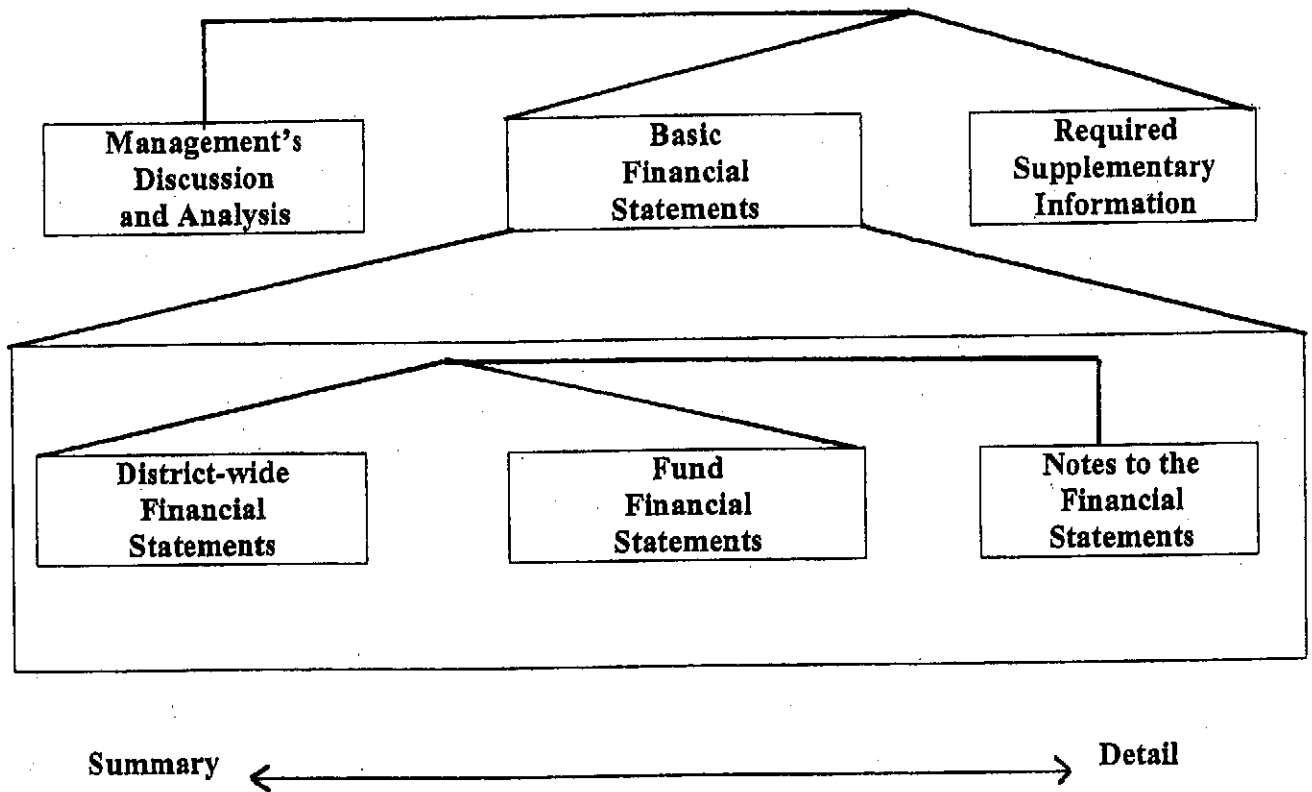 Management's
Discussion
and Analysis
Basic
Financial
Statements
Required
Supplementary
Information
District-wide
Financial
Statements
Fund
Financial
Statements
Notes to the
Financial
Statements
Summary
Detail